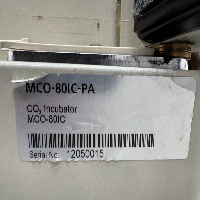 MCO-80IC-PA
CO₂ Incubator
MCO-80IC
Serial No. 12050015